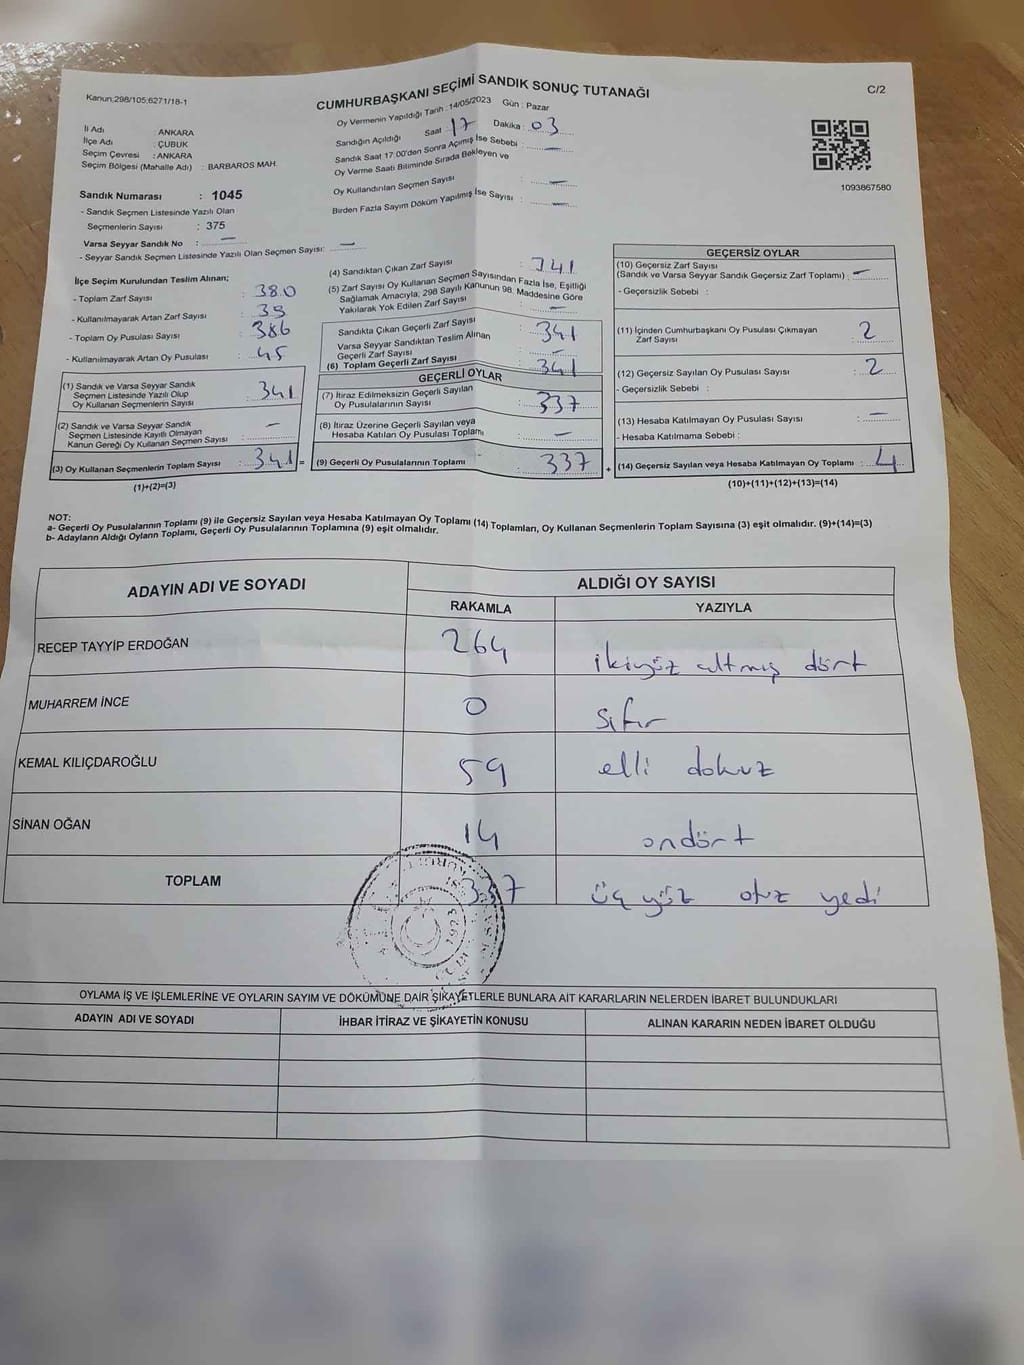 Kanun;298/105;6271/18-1
CUMHURBAŞKANI SEÇİMİ SANDIK SONUÇ TUTANAĞI
C/2
Oy Vermenin Yapıldığı Tarih : 14/05/2023 Gün : Pazar
İl Adı ANKARA
İlçe Adı : ÇUBUK
Seçim Çevresi : ANKARA
Seçim Bölgesi (Mahalle Adı) : BARBAROS MAH.
Sandığın Açıldığı Saat 17 Dakika : 03
Sandık Saat 17:00'den Sonra Açımış İse Sebebi : —
Oy Verme Saati Bitiminde Sırada Bekleyen ve
Oy Kullandırılan Seçmen Sayısı : —
Birden Fazla Sayım Döküm Yapılmış İse Sayısı : —
1093867580
Sandık Numarası : 1045
- Sandık Seçmen Listesinde Yazılı Olan
Seçmenlerin Sayısı : 375
Varsa Seyyar Sandık No : —
- Seyyar Sandık Seçmen Listesinde Yazılı Olan Seçmen Sayısı: —
İlçe Seçim Kurulundan Teslim Alınan;
- Toplam Zarf Sayısı : 380
- Kullanılmayarak Artan Zarf Sayısı : 39
- Toplam Oy Pusulası Sayısı : 386
- Kullanılmayarak Artan Oy Pusulası : 45
(1) Sandık ve Varsa Seyyar Sandık
Seçmen Listesinde Yazılı Olup
Oy Kullanan Seçmenlerin Sayısı : 341
(2) Sandık ve Varsa Seyyar Sandık
Seçmen Listesinde Kayıtlı Olmayan
Kanun Gereği Oy Kullanan Seçmen Sayısı : —
(3) Oy Kullanan Seçmenlerin Toplam Sayısı : 341 =
(1)+(2)=(3)
(4) Sandıktan Çıkan Zarf Sayısı : 341
(5) Zarf Sayısı Oy Kullanan Seçmen Sayısından Fazla İse, Eşitliği
Sağlamak Amacıyla, 298 Sayılı Kanunun 98. Maddesine Göre
Yakılarak Yok Edilen Zarf Sayısı : —
Sandıkta Çıkan Geçerli Zarf Sayısı : 341
Varsa Seyyar Sandıktan Teslim Alınan
Geçerli Zarf Sayısı : —
(6) Toplam Geçerli Zarf Sayısı : 341
GEÇERLİ OYLAR
(7) İtiraz Edilmeksizin Geçerli Sayılan
Oy Pusulalarının Sayısı : 337
(8) İtiraz Üzerine Geçerli Sayılan veya
Hesaba Katılan Oy Pusulası Toplamı : —
(9) Geçerli Oy Pusulalarının Toplamı : 337 +
GEÇERSİZ OYLAR
(10) Geçersiz Zarf Sayısı
(Sandık ve Varsa Seyyar Sandık Geçersiz Zarf Toplamı) : —
- Geçersizlik Sebebi :
(11) İçinden Cumhurbaşkanı Oy Pusulası Çıkmayan
Zarf Sayısı : 2
(12) Geçersiz Sayılan Oy Pusulası Sayısı : 2
- Geçersizlik Sebebi :
(13) Hesaba Katılmayan Oy Pusulası Sayısı : —
- Hesaba Katılmama Sebebi :
(14) Geçersiz Sayılan veya Hesaba Katılmayan Oy Toplamı : 4
(10)+(11)+(12)+(13)=(14)
NOT:
a- Geçerli Oy Pusulalarının Toplamı (9) ile Geçersiz Sayılan veya Hesaba Katılmayan Oy Toplamı (14) Toplamları, Oy Kullanan Seçmenlerin Toplam Sayısına (3) eşit olmalıdır. (9)+(14)=(3)
b- Adayların Aldığı Oyların Toplamı, Geçerli Oy Pusulalarının Toplamına (9) eşit olmalıdır.
ADAYIN ADI VE SOYADI
ALDIĞI OY SAYISI
RAKAMLA YAZIYLA
RECEP TAYYİP ERDOĞAN 264 ikiyüz altmış dört
MUHARREM İNCE 0 sıfır
KEMAL KILIÇDAROĞLU 59 elli dokuz
SİNAN OĞAN 14 ondört
TOPLAM 337 üç yüz otuz yedi
OYLAMA İŞ VE İŞLEMLERİNE VE OYLARIN SAYIM VE DÖKÜMÜNE DAİR ŞİKAYETLERLE BUNLARA AİT KARARLARIN NELERDEN İBARET BULUNDUKLARI
ADAYIN ADI VE SOYADI İHBAR İTİRAZ VE ŞİKAYETİN KONUSU ALINAN KARARIN NEDEN İBARET OLDUĞU